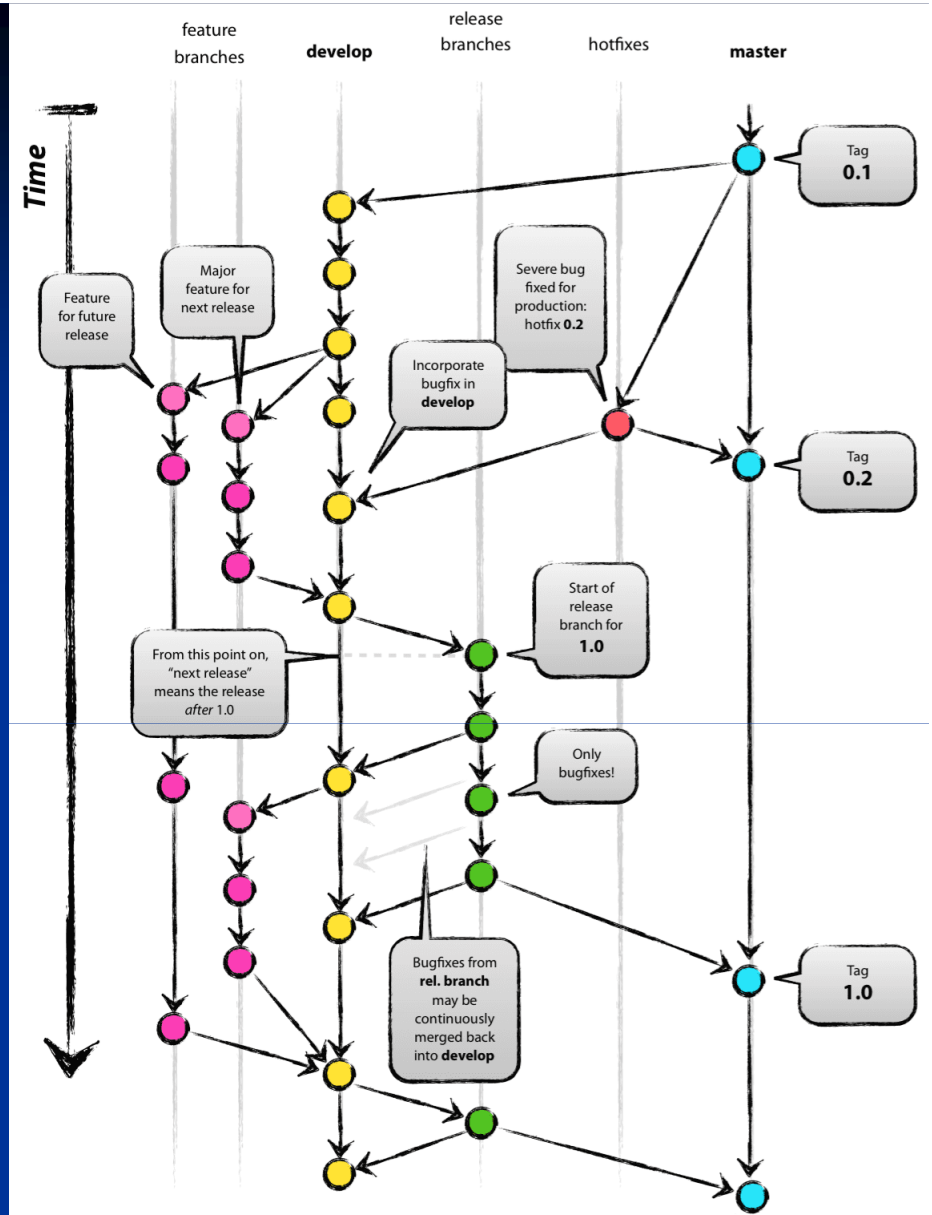 feature
branches
develop
release
branches
hotfixes
master
Time
Tag
0.1
Major
feature for
next release
Severe bug
fixed for
production:
hotfix 0.2
Feature
for future
release
Incorporate
bugfix in
develop
Tag
0.2
Start of
release
branch for
1.0
From this point on,
“next release”
means the release
after 1.0
Only
bugfixes!
Bugfixes from
rel. branch
may be
continuously
merged back
into develop
Tag
1.0